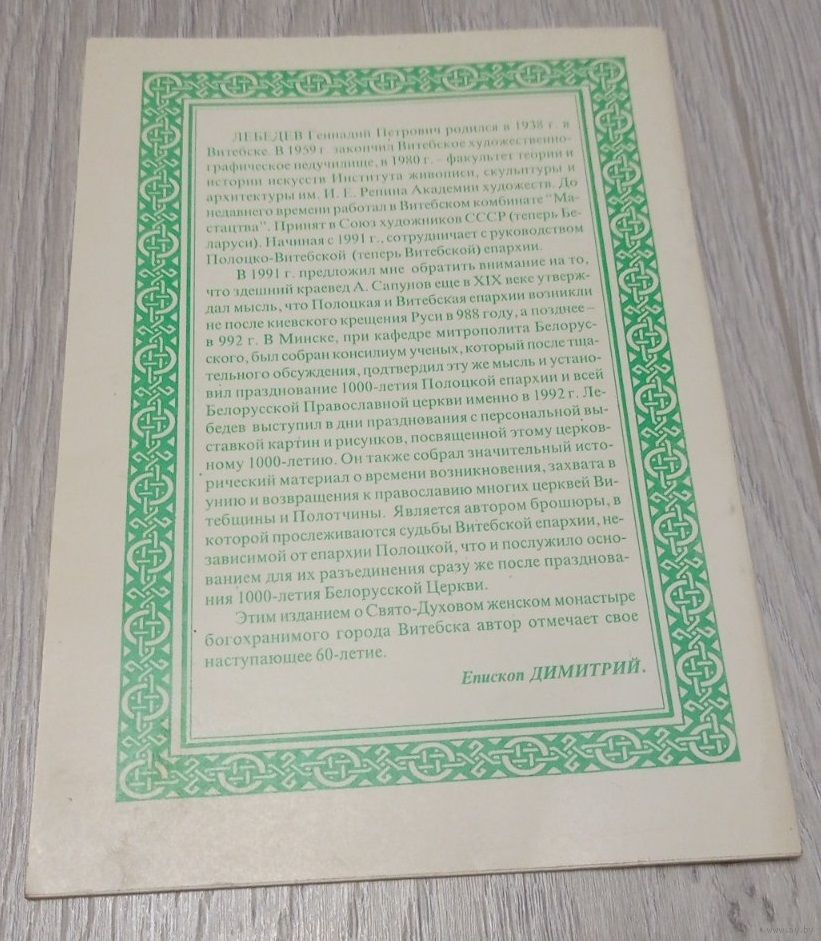 ЛЕБЕДЕВ Геннадий Петрович родился в 1938 г. в
Витебске. В 1959 г. закончил Витебское художественно-
графическое педучилище, в 1980 г. – факультет теории и
истории искусств Института живописи, скульптуры и
архитектуры им. И. Е. Репина Академии художеств. До
недавнего времени работал в Витебском комбинате "Ма-
стацтва". Принят в Союз художников СССР (теперь Бе-
ларуси). Начиная с 1991 г., сотрудничает с руководством
Полоцко-Витебской (теперь Витебской) епархии.
В 1991 г. предложил мне обратить внимание на то,
что здешний краевед А. Сапунов еще в XIX веке утверж-
дал мысль, что Полоцкая и Витебская епархии возникли
не после киевского крещения Руси в 988 году, а позднее –
в 992 г. В Минске, при кафедре митрополита Белорус-
ского, был собран консилиум ученых, который после тща-
тельного обсуждения, подтвердил эту же мысль и устано-
вил празднование 1000-летия Полоцкой епархии и всей
Белорусской Православной церкви именно в 1992 г. Ле-
бедев выступил в дни празднования с персональной вы-
ставкой картин и рисунков, посвященной этому церков-
ному 1000-летию. Он также собрал значительный исто-
рический материал о времени возникновения, захвата в
унию и возвращения к православию многих церквей Ви-
тебщины и Полотчины. Является автором брошюры, в
которой прослеживаются судьбы Витебской епархии, не-
зависимой от епархии Полоцкой, что и послужило осно-
ванием для их разъединения сразу же после празднова-
ния 1000-летия Белорусской Церкви.
Этим изданием о Свято-Духовом женском монастыре
богохранимого города Витебска автор отмечает свое
наступающее 60-летие.
Епископ ДИМИТРИЙ.